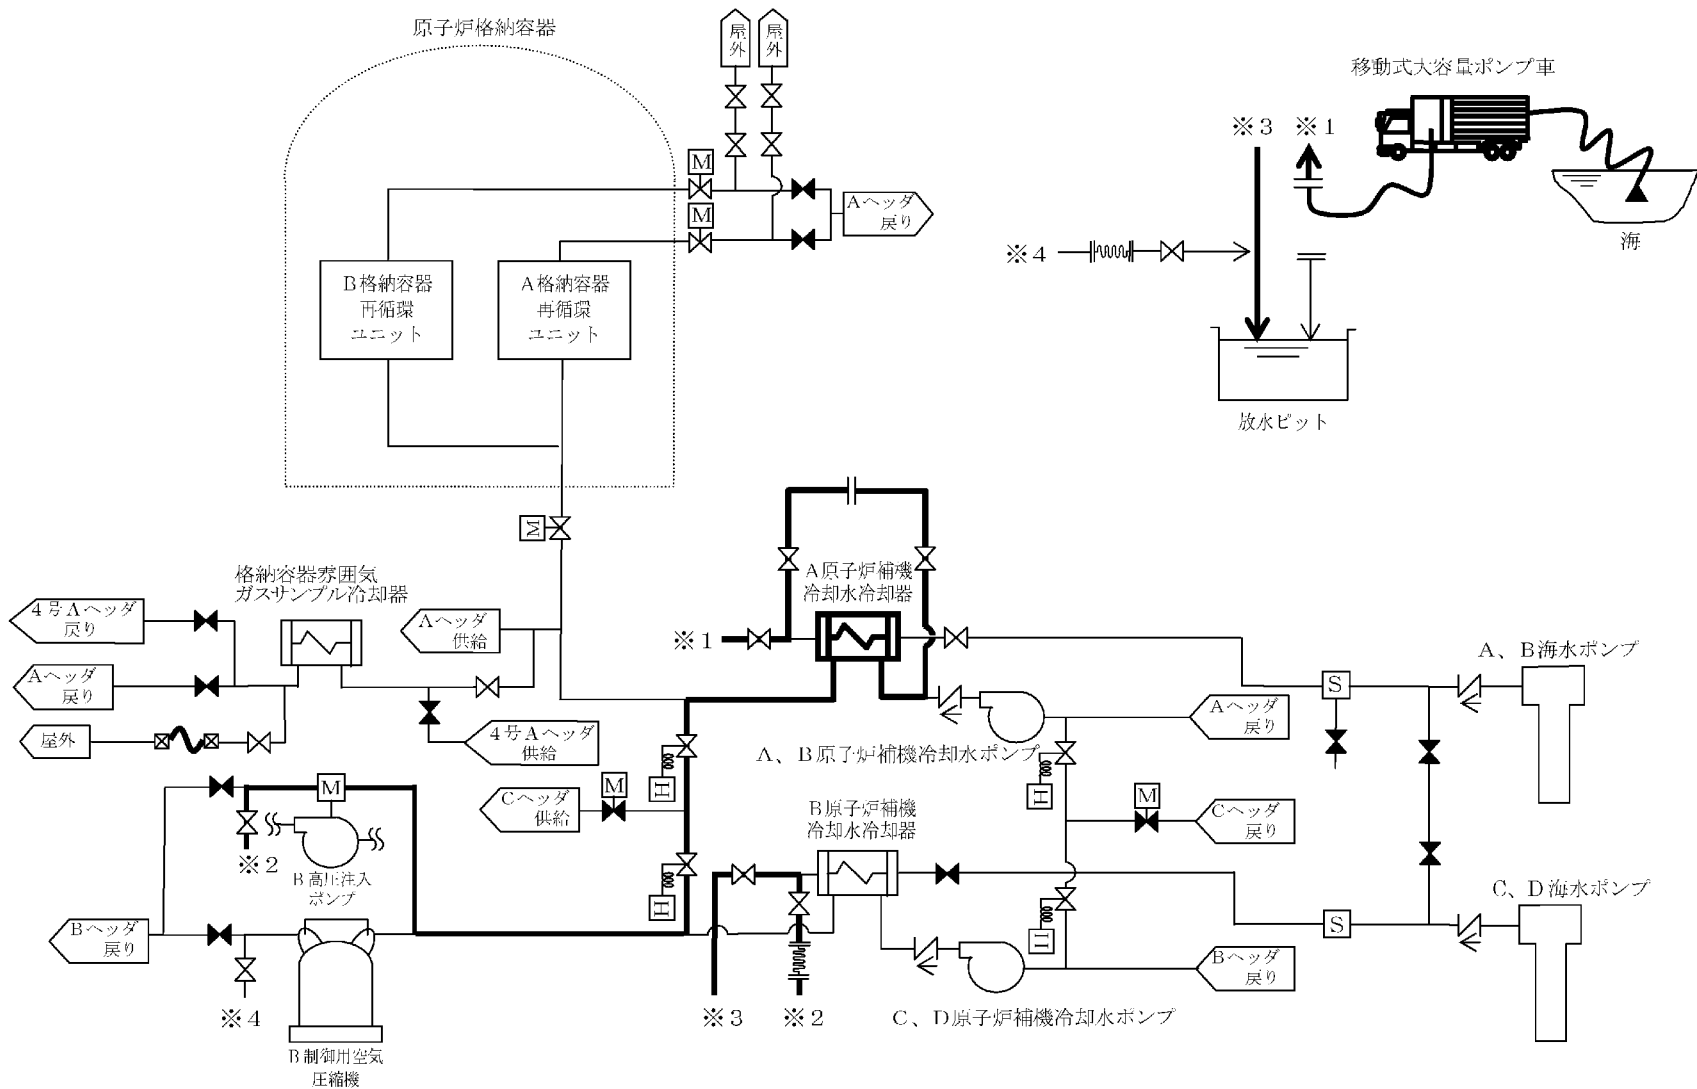 原子炉格納容器
屋外
屋外
移動式大容量ポンプ車
※3
※1
M
M
Aヘッダ
戻り
※4
海
B格納容器
再循環
ユニット
A格納容器
再循環
ユニット
放水ピット
M
格納容器雰囲気
ガスサンプル冷却器
A原子炉補機
冷却水冷却器
4号Aヘッダ
戻り
Aヘッダ
供給
※1
A、B海水ポンプ
Aヘッダ
戻り
S
Aヘッダ
戻り
屋外
4号Aヘッダ
供給
A、B原子炉補機冷却水ポンプ
H
H
M
M
M
Cヘッダ
供給
B原子炉補機
冷却水冷却器
Cヘッダ
戻り
※2
B高圧注入
ポンプ
H
C、D海水ポンプ
Bヘッダ
戻り
H
S
Bヘッダ
戻り
※4
※3
※2
C、D原子炉補機冷却水ポンプ
B制御用空気
圧縮機